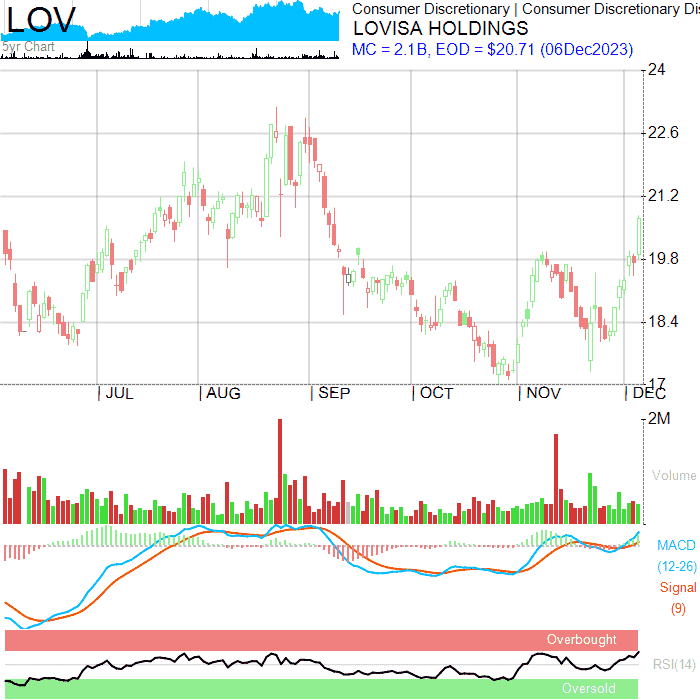 LOV
5yr Chart
Consumer Discretionary | Consumer Discretionary Dis
LOVISA HOLDINGS
MC = 2.1B, EOD = $20.71 (06Dec2023)
24
22.6
21.2
19.8
18.4
17
| JUL | AUG | SEP | OCT | NOV | DEC
2M
Volume
MACD
(12-26)
Signal
(9)
Overbought
RSI(14)
Oversold